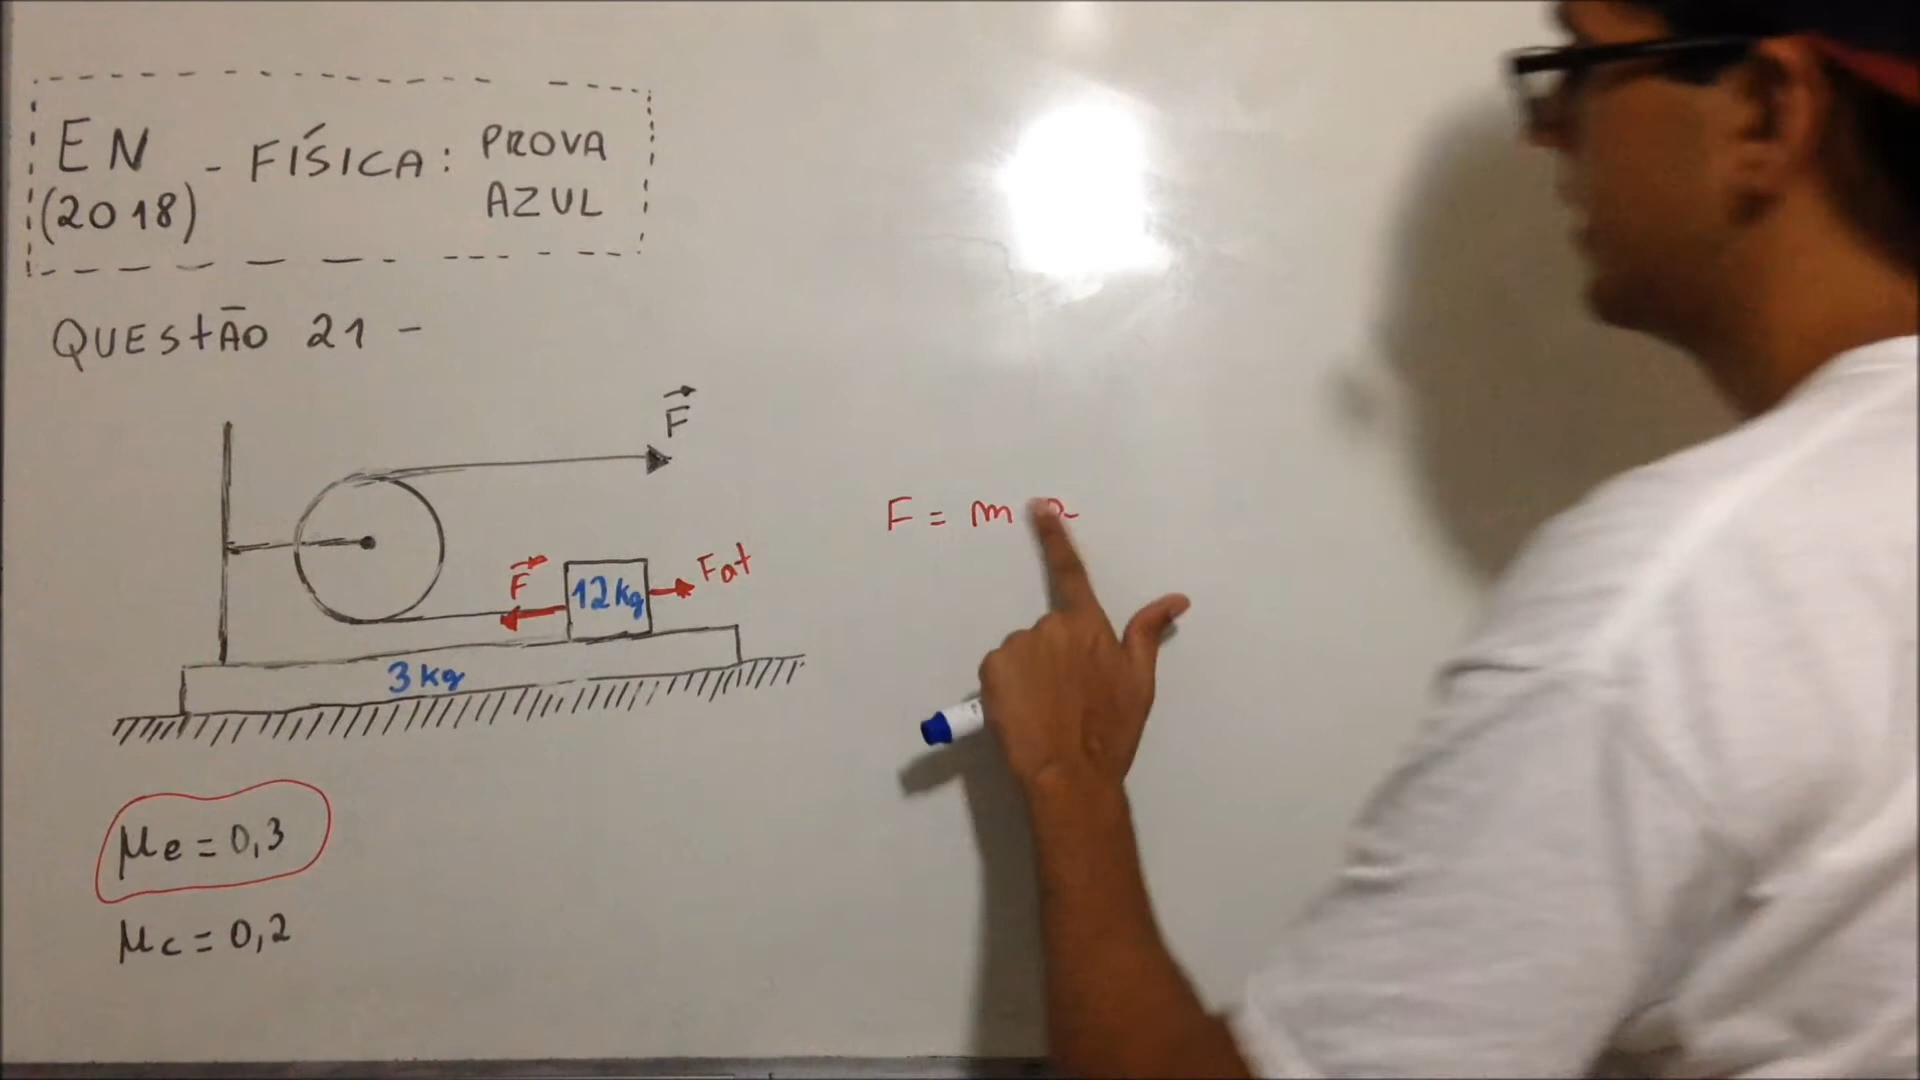 EN (2018) - FÍSICA: PROVA AZUL
QUESTÃO 21 -
F
F
12 kg
Fat
3 kg
F = m a
μe = 0,3
μc = 0,2